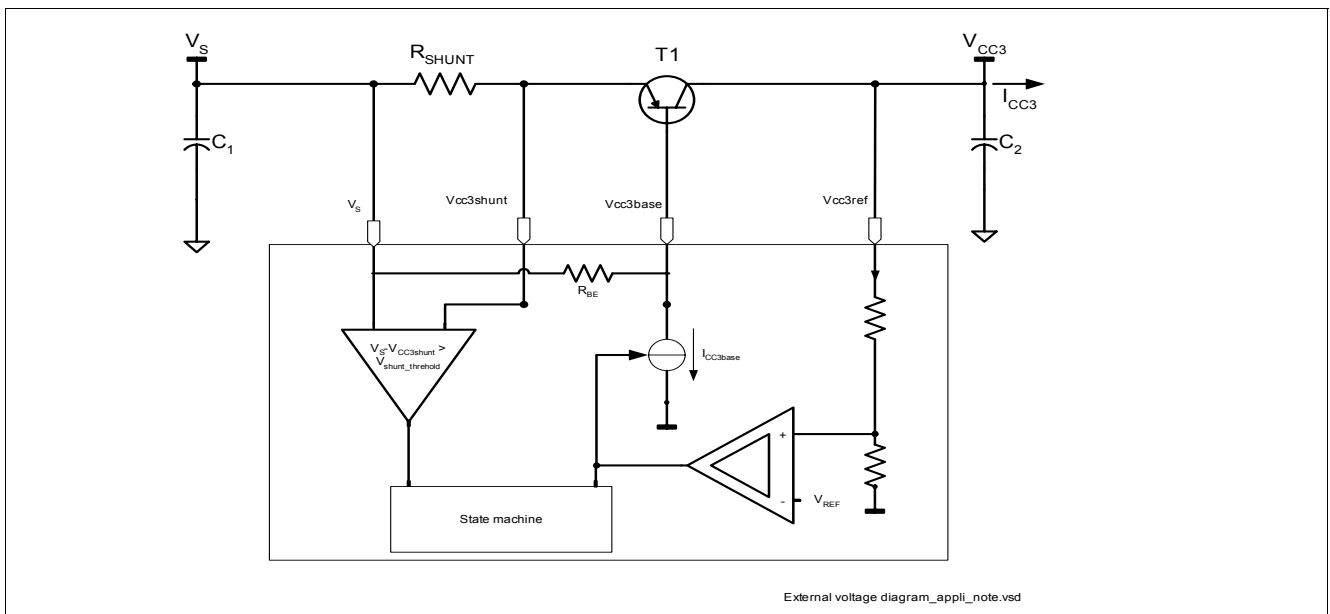 VS
RSHUNT
T1
VCC3
ICC3
C1
C2
VS
Vcc3shunt
Vcc3base
Vcc3ref
RBE
VS-VCC3shunt >
Vshunt_threhold
ICC3base
+
-
VREF
State machine
External voltage diagram_appli_note.vsd